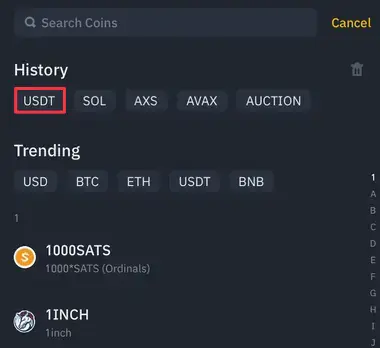 Search Coins Cancel
History
USDT SOL AXS AVAX AUCTION
Trending
USD BTC ETH USDT BNB
1
1000SATS
1000*SATS (Ordinals)
1INCH
1inch
1
A
B
C
D
E
F
G
H
I
J